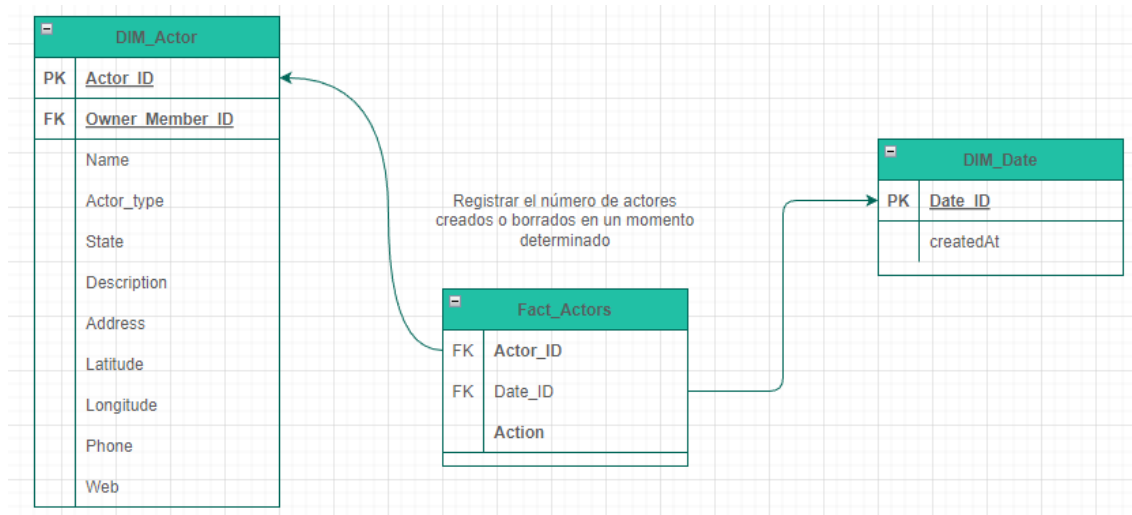 DIM_Actor
PK Actor_ID
FK Owner_Member_ID
Name
Actor_type
State
Description
Address
Latitude
Longitude
Phone
Web
Registrar el número de actores
creados o borrados en un momento
determinado
Fact_Actors
FK Actor_ID
FK Date_ID
Action
DIM_Date
PK Date_ID
createdAt